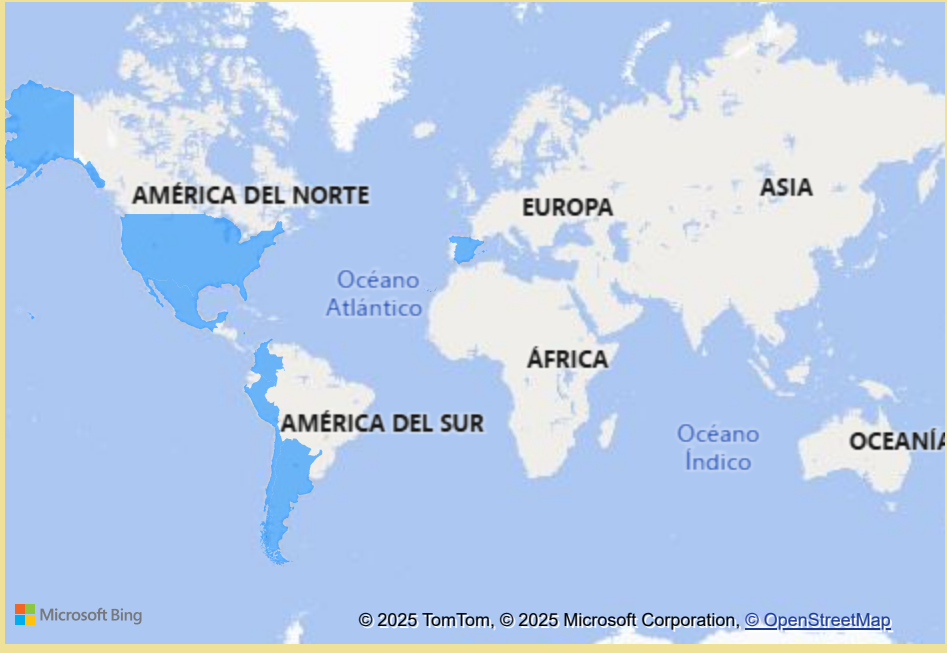 AMÉRICA DEL NORTE
EUROPA
ASIA
Océano
Atlántico
ÁFRICA
AMÉRICA DEL SUR
Océano
Índico
OCEANÍA
Microsoft Bing
© 2025 TomTom, © 2025 Microsoft Corporation, © OpenStreetMap